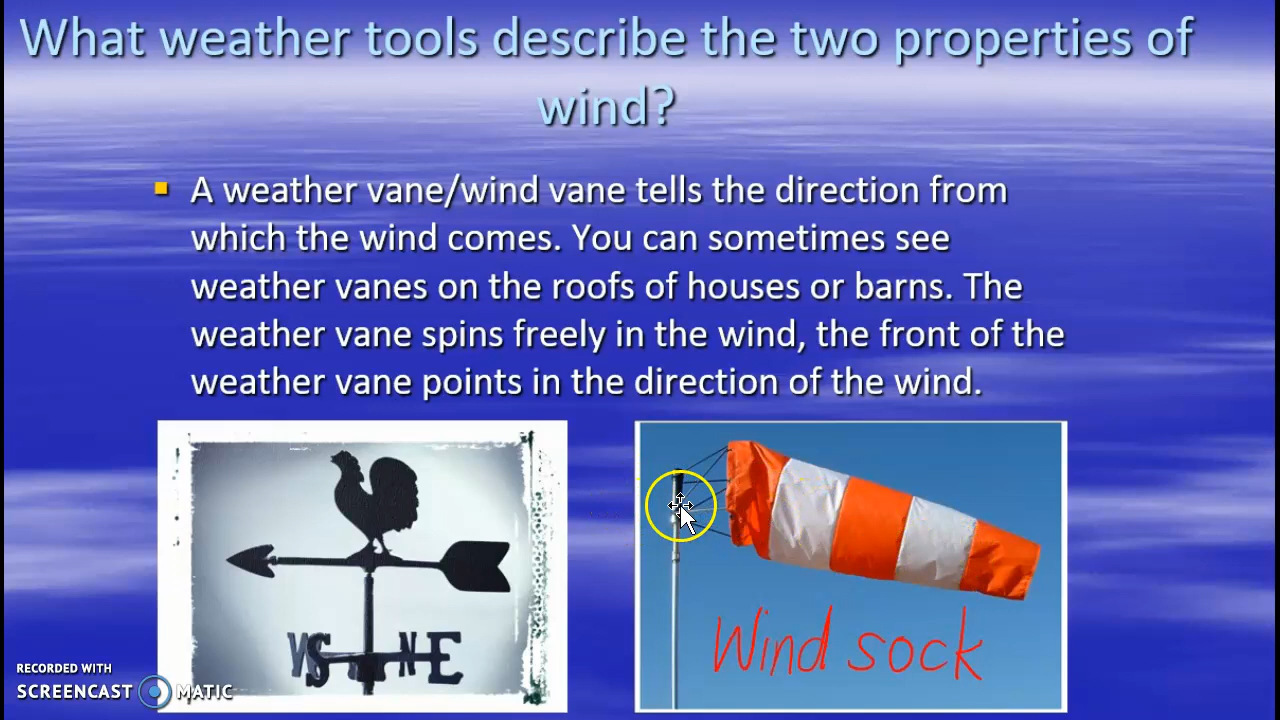 What weather tools describe the two properties of
wind?
A weather vane/wind vane tells the direction from
which the wind comes. You can sometimes see
weather vanes on the roofs of houses or barns. The
weather vane spins freely in the wind, the front of the
weather vane points in the direction of the wind.
W S N E
Wind sock
RECORDED WITH
SCREENCAST MATIC